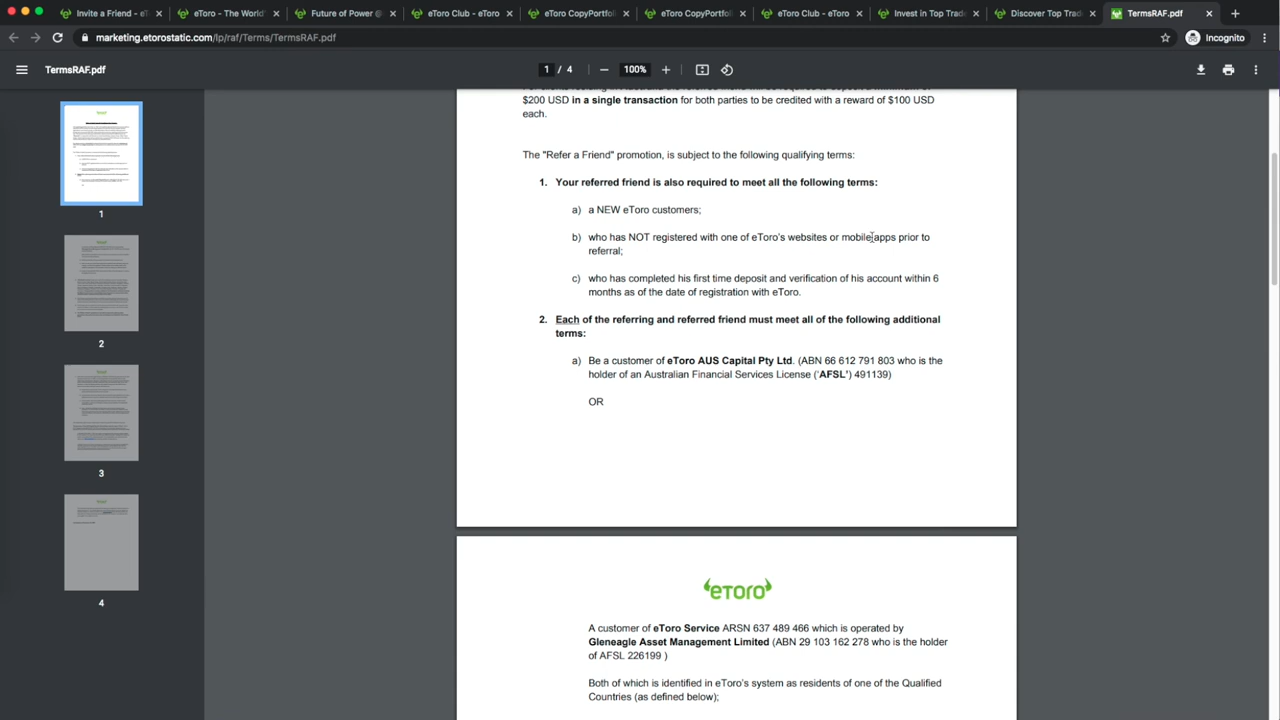 Invite a Friend - eT
eToro - The World'
Future of Power @
eToro Club - eToro
eToro CopyPortfoli
eToro CopyPortfoli
eToro Club - eToro
Invest in Top Trade
Discover Top Trade
TermsRAF.pdf
marketing.etorostatic.com/lp/raf/Terms/TermsRAF.pdf
Incognito
TermsRAF.pdf
1 / 4
100%
1
2
3
4
$200 USD in a single transaction for both parties to be credited with a reward of $100 USD
each.
The "Refer a Friend" promotion, is subject to the following qualifying terms:
1. Your referred friend is also required to meet all the following terms:
a) a NEW eToro customers;
b) who has NOT registered with one of eToro's websites or mobile apps prior to
referral;
c) who has completed his first time deposit and verification of his account within 6
months as of the date of registration with eToro.
2. Each of the referring and referred friend must meet all of the following additional
terms:
a) Be a customer of eToro AUS Capital Pty Ltd. (ABN 66 612 791 803 who is the
holder of an Australian Financial Services License ('AFSL') 491139)
OR
eToro
A customer of eToro Service ARSN 637 489 466 which is operated by
Gleneagle Asset Management Limited (ABN 29 103 162 278 who is the holder
of AFSL 226199 )
Both of which is identified in eToro's system as residents of one of the Qualified
Countries (as defined below);